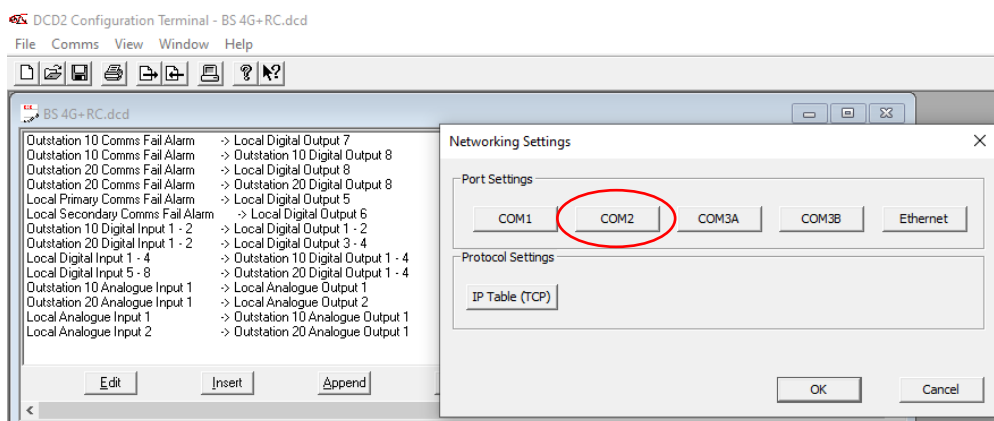 DCD2 Configuration Terminal - BS 4G+RC.dcd
File Comms View Window Help
BS 4G+RC.dcd
Outstation 10 Comms Fail Alarm -> Local Digital Output 7
Outstation 10 Comms Fail Alarm -> Outstation 10 Digital Output 8
Outstation 20 Comms Fail Alarm -> Local Digital Output 8
Outstation 20 Comms Fail Alarm -> Outstation 20 Digital Output 8
Local Primary Comms Fail Alarm -> Local Digital Output 5
Local Secondary Comms Fail Alarm -> Local Digital Output 6
Outstation 10 Digital Input 1 - 2 -> Local Digital Output 1 - 2
Outstation 20 Digital Input 1 - 2 -> Local Digital Output 3 - 4
Local Digital Input 1 - 4 -> Outstation 10 Digital Output 1 - 4
Local Digital Input 5 - 8 -> Outstation 20 Digital Output 1 - 4
Outstation 10 Analogue Input 1 -> Local Analogue Output 1
Outstation 20 Analogue Input 1 -> Local Analogue Output 2
Local Analogue Input 1 -> Outstation 10 Analogue Output 1
Local Analogue Input 2 -> Outstation 20 Analogue Output 1
Edit Insert Append
Networking Settings
Port Settings
COM1 COM2 COM3A COM3B Ethernet
Protocol Settings
IP Table (TCP)
OK Cancel